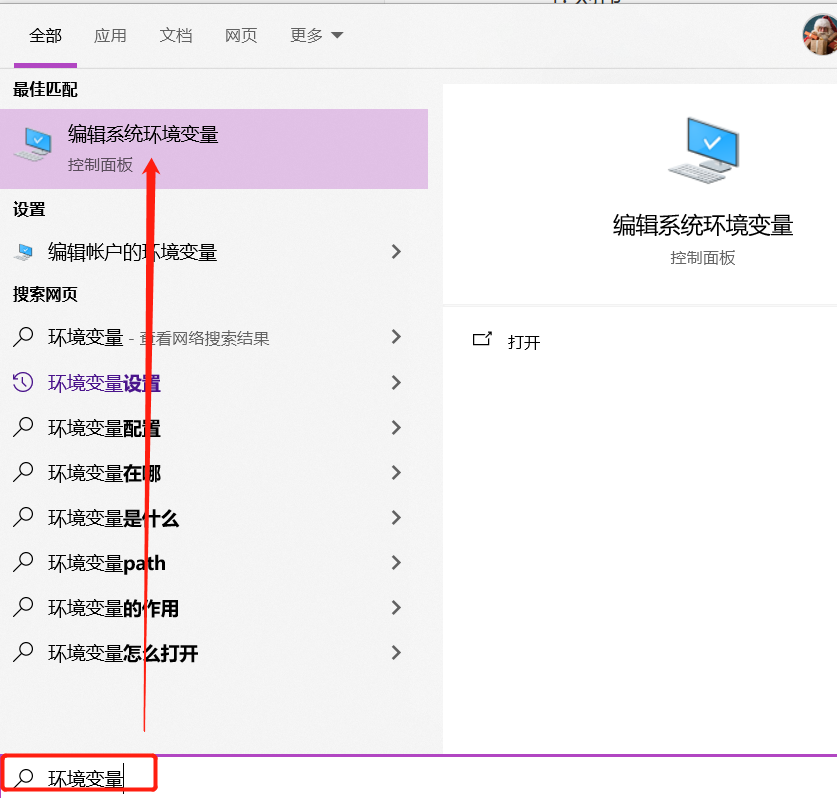 全部 应用 文档 网页 更多
最佳匹配
编辑系统环境变量
控制面板
设置
编辑帐户的环境变量
搜索网页
环境变量 - 查看网络搜索结果
环境变量设置
环境变量配置
环境变量在哪
环境变量是什么
环境变量path
环境变量的作用
环境变量怎么打开
编辑系统环境变量
控制面板
打开
环境变量